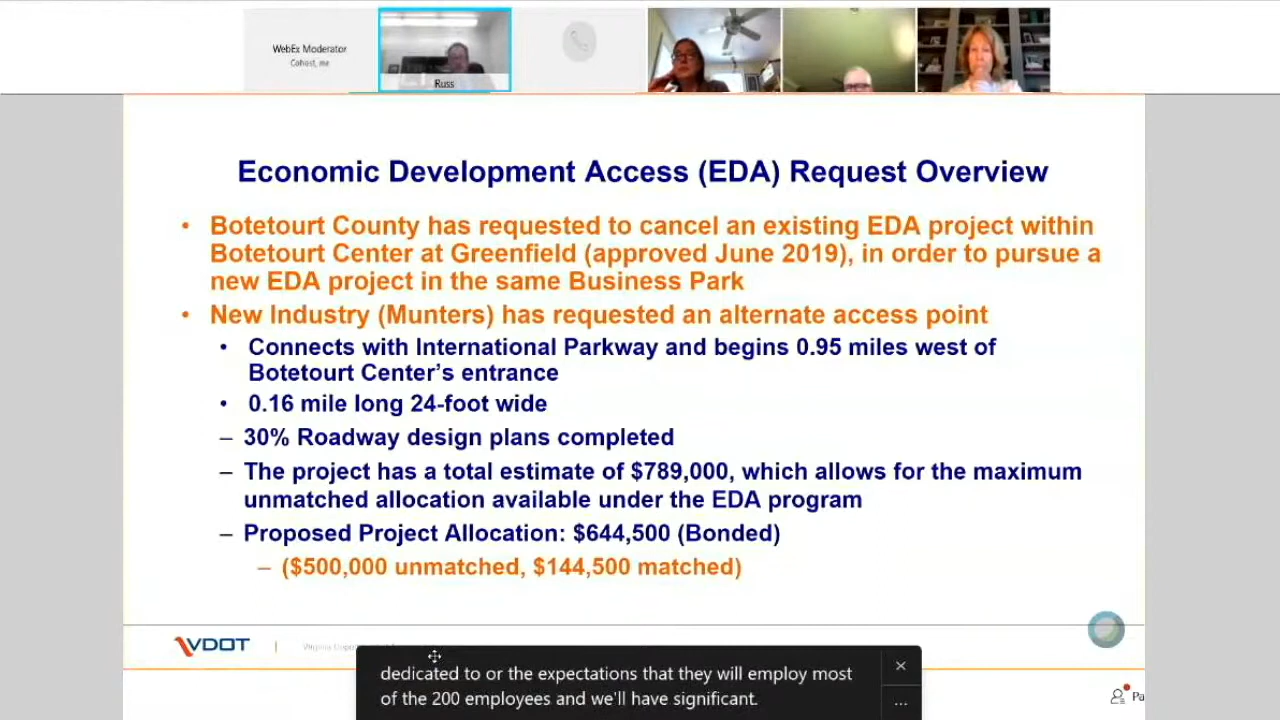 WebEx Moderator
Cohost, me
Russ
Economic Development Access (EDA) Request Overview
• Botetourt County has requested to cancel an existing EDA project within
Botetourt Center at Greenfield (approved June 2019), in order to pursue a
new EDA project in the same Business Park
• New Industry (Munters) has requested an alternate access point
• Connects with International Parkway and begins 0.95 miles west of
Botetourt Center’s entrance
• 0.16 mile long 24-foot wide
– 30% Roadway design plans completed
– The project has a total estimate of $789,000, which allows for the maximum
unmatched allocation available under the EDA program
– Proposed Project Allocation: $644,500 (Bonded)
– ($500,000 unmatched, $144,500 matched)
VDOT
dedicated to or the expectations that they will employ most
of the 200 employees and we'll have significant.
Pa